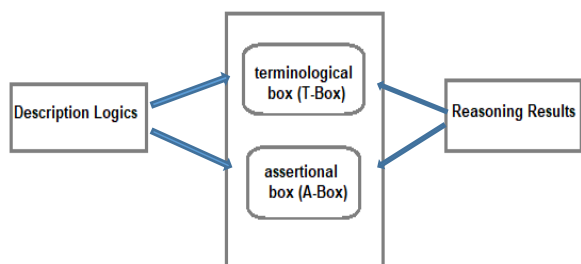 terminological
box (T-Box)
Description Logics
Reasoning Results
assertional
box (A-Box)